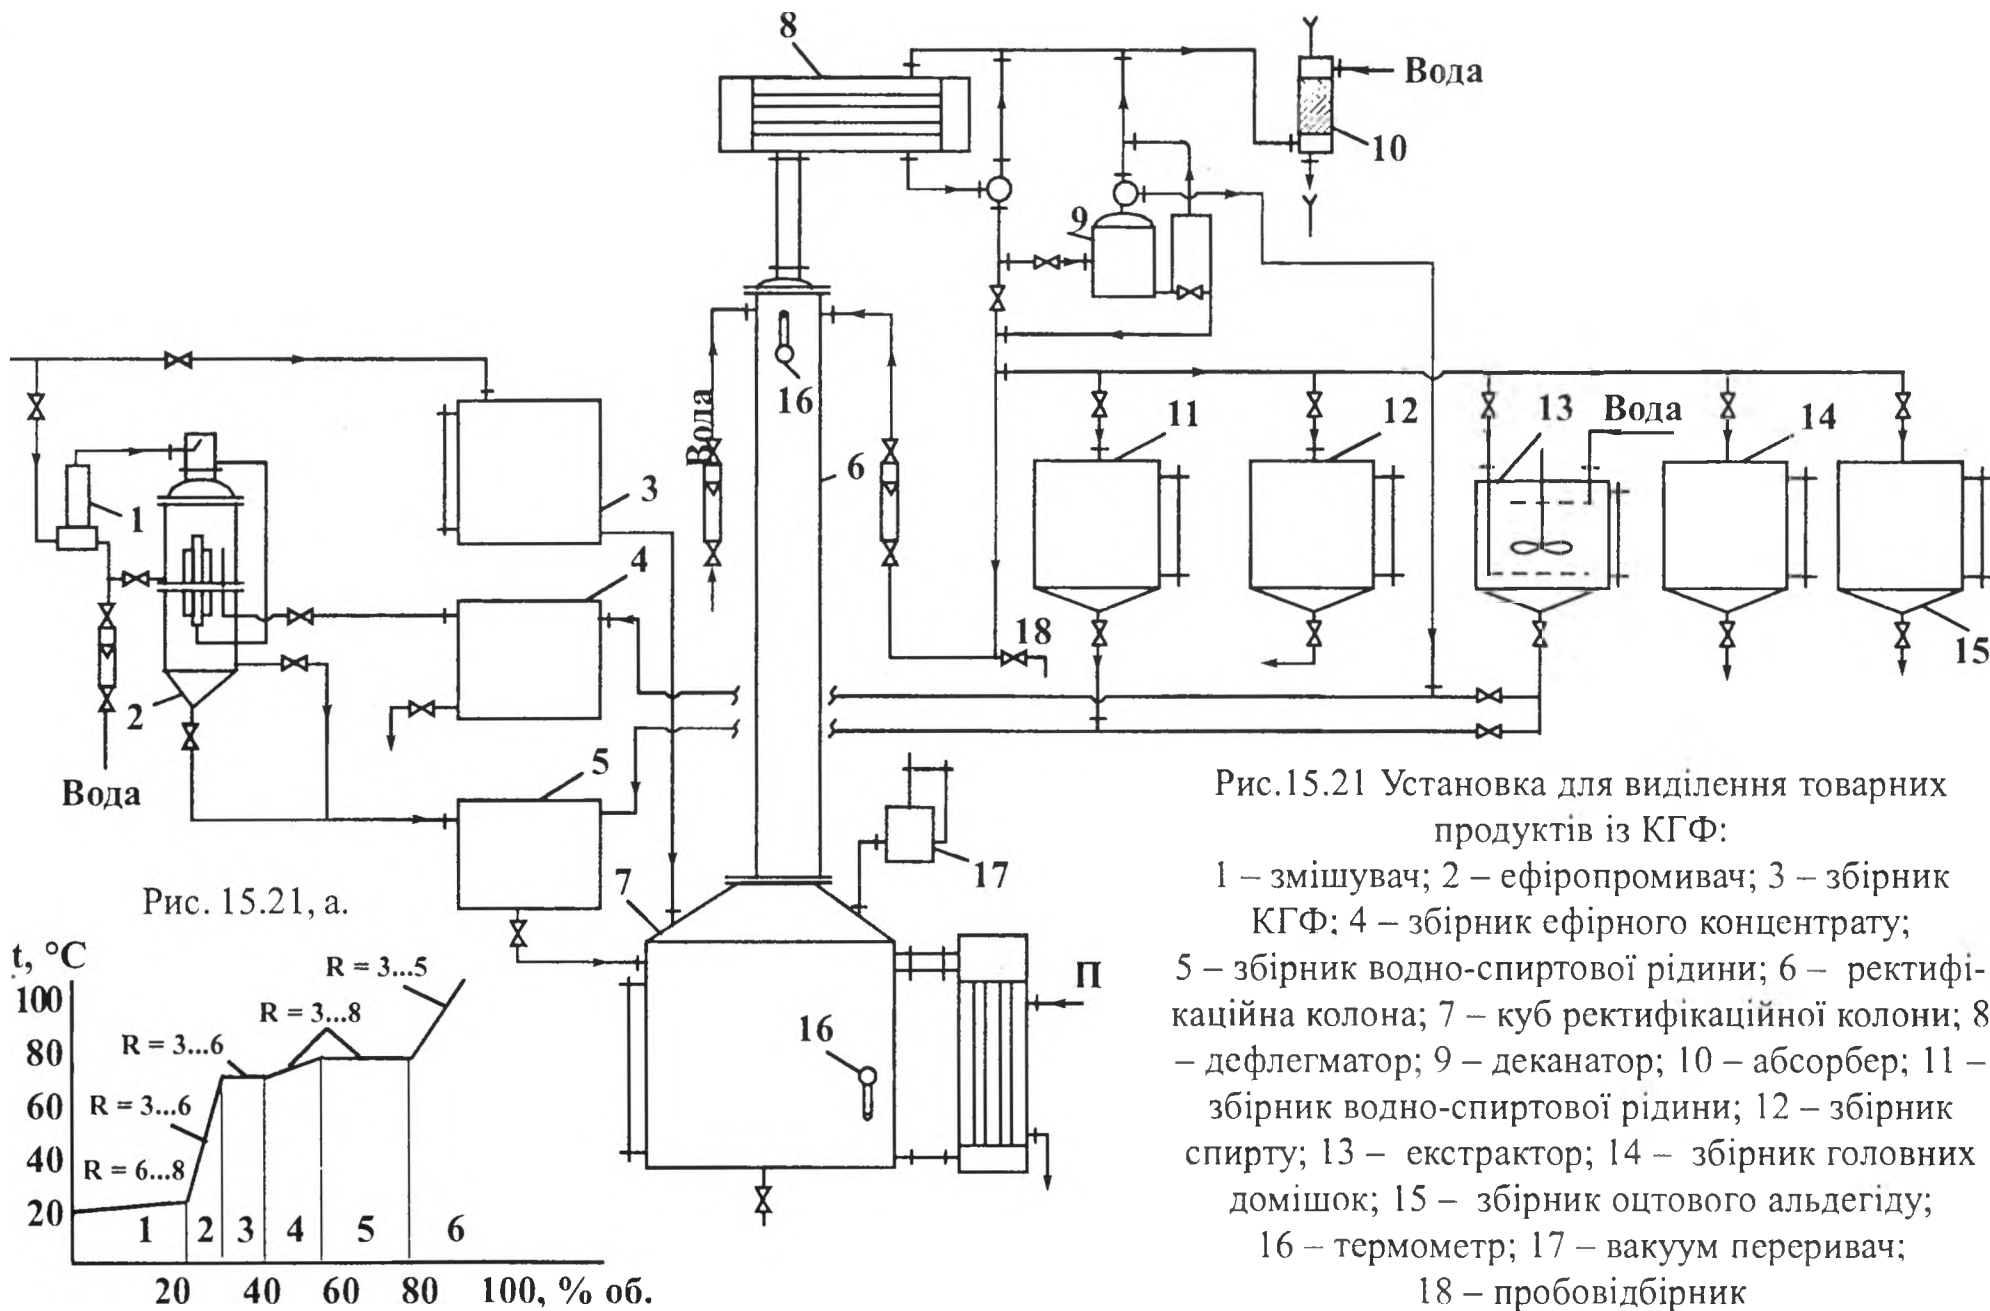 8
Вода
10
9
16
Вода
11
12
13
Вода
14
6
1
3
4
18
15
2
Вода
5
17
7
П
16
Рис.15.21 Установка для виділення товарних
продуктів із КГФ:
1 – змішувач; 2 – ефіропромивач; 3 – збірник
КГФ; 4 – збірник ефірного концентрату;
5 – збірник водно-спиртової рідини; 6 – ректифі-
каційна колона; 7 – куб ректифікаційної колони; 8
– дефлегматор; 9 – деканатор; 10 – абсорбер; 11 –
збірник водно-спиртової рідини; 12 – збірник
спирту; 13 – екстрактор; 14 – збірник головних
домішок; 15 – збірник оцтового альдегіду;
16 – термометр; 17 – вакуум переривач;
18 – пробовідбірник
Рис. 15.21, а.
t, °C
100
80
60
40
20
R = 3...5
R = 3...8
R = 3...6
R = 3...6
R = 6...8
1 2 3 4 5 6
20 40 60 80 100, % об.